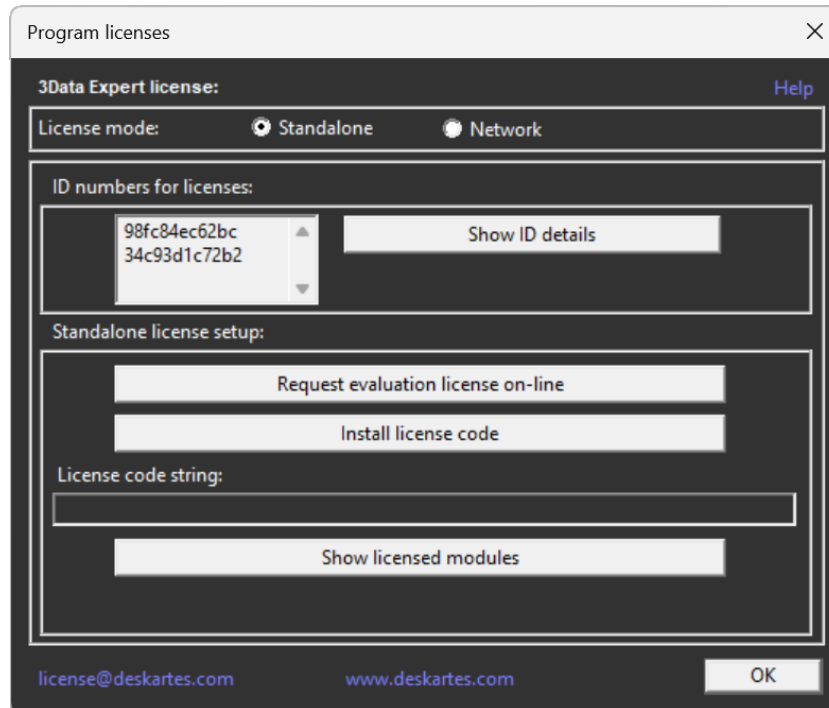 Program licenses
3Data Expert license:
Help
License mode:
Standalone
Network
ID numbers for licenses:
98fc84ec62bc
34c93d1c72b2
Show ID details
Standalone license setup:
Request evaluation license on-line
Install license code
License code string:
Show licensed modules
license@deskartes.com
www.deskartes.com
OK